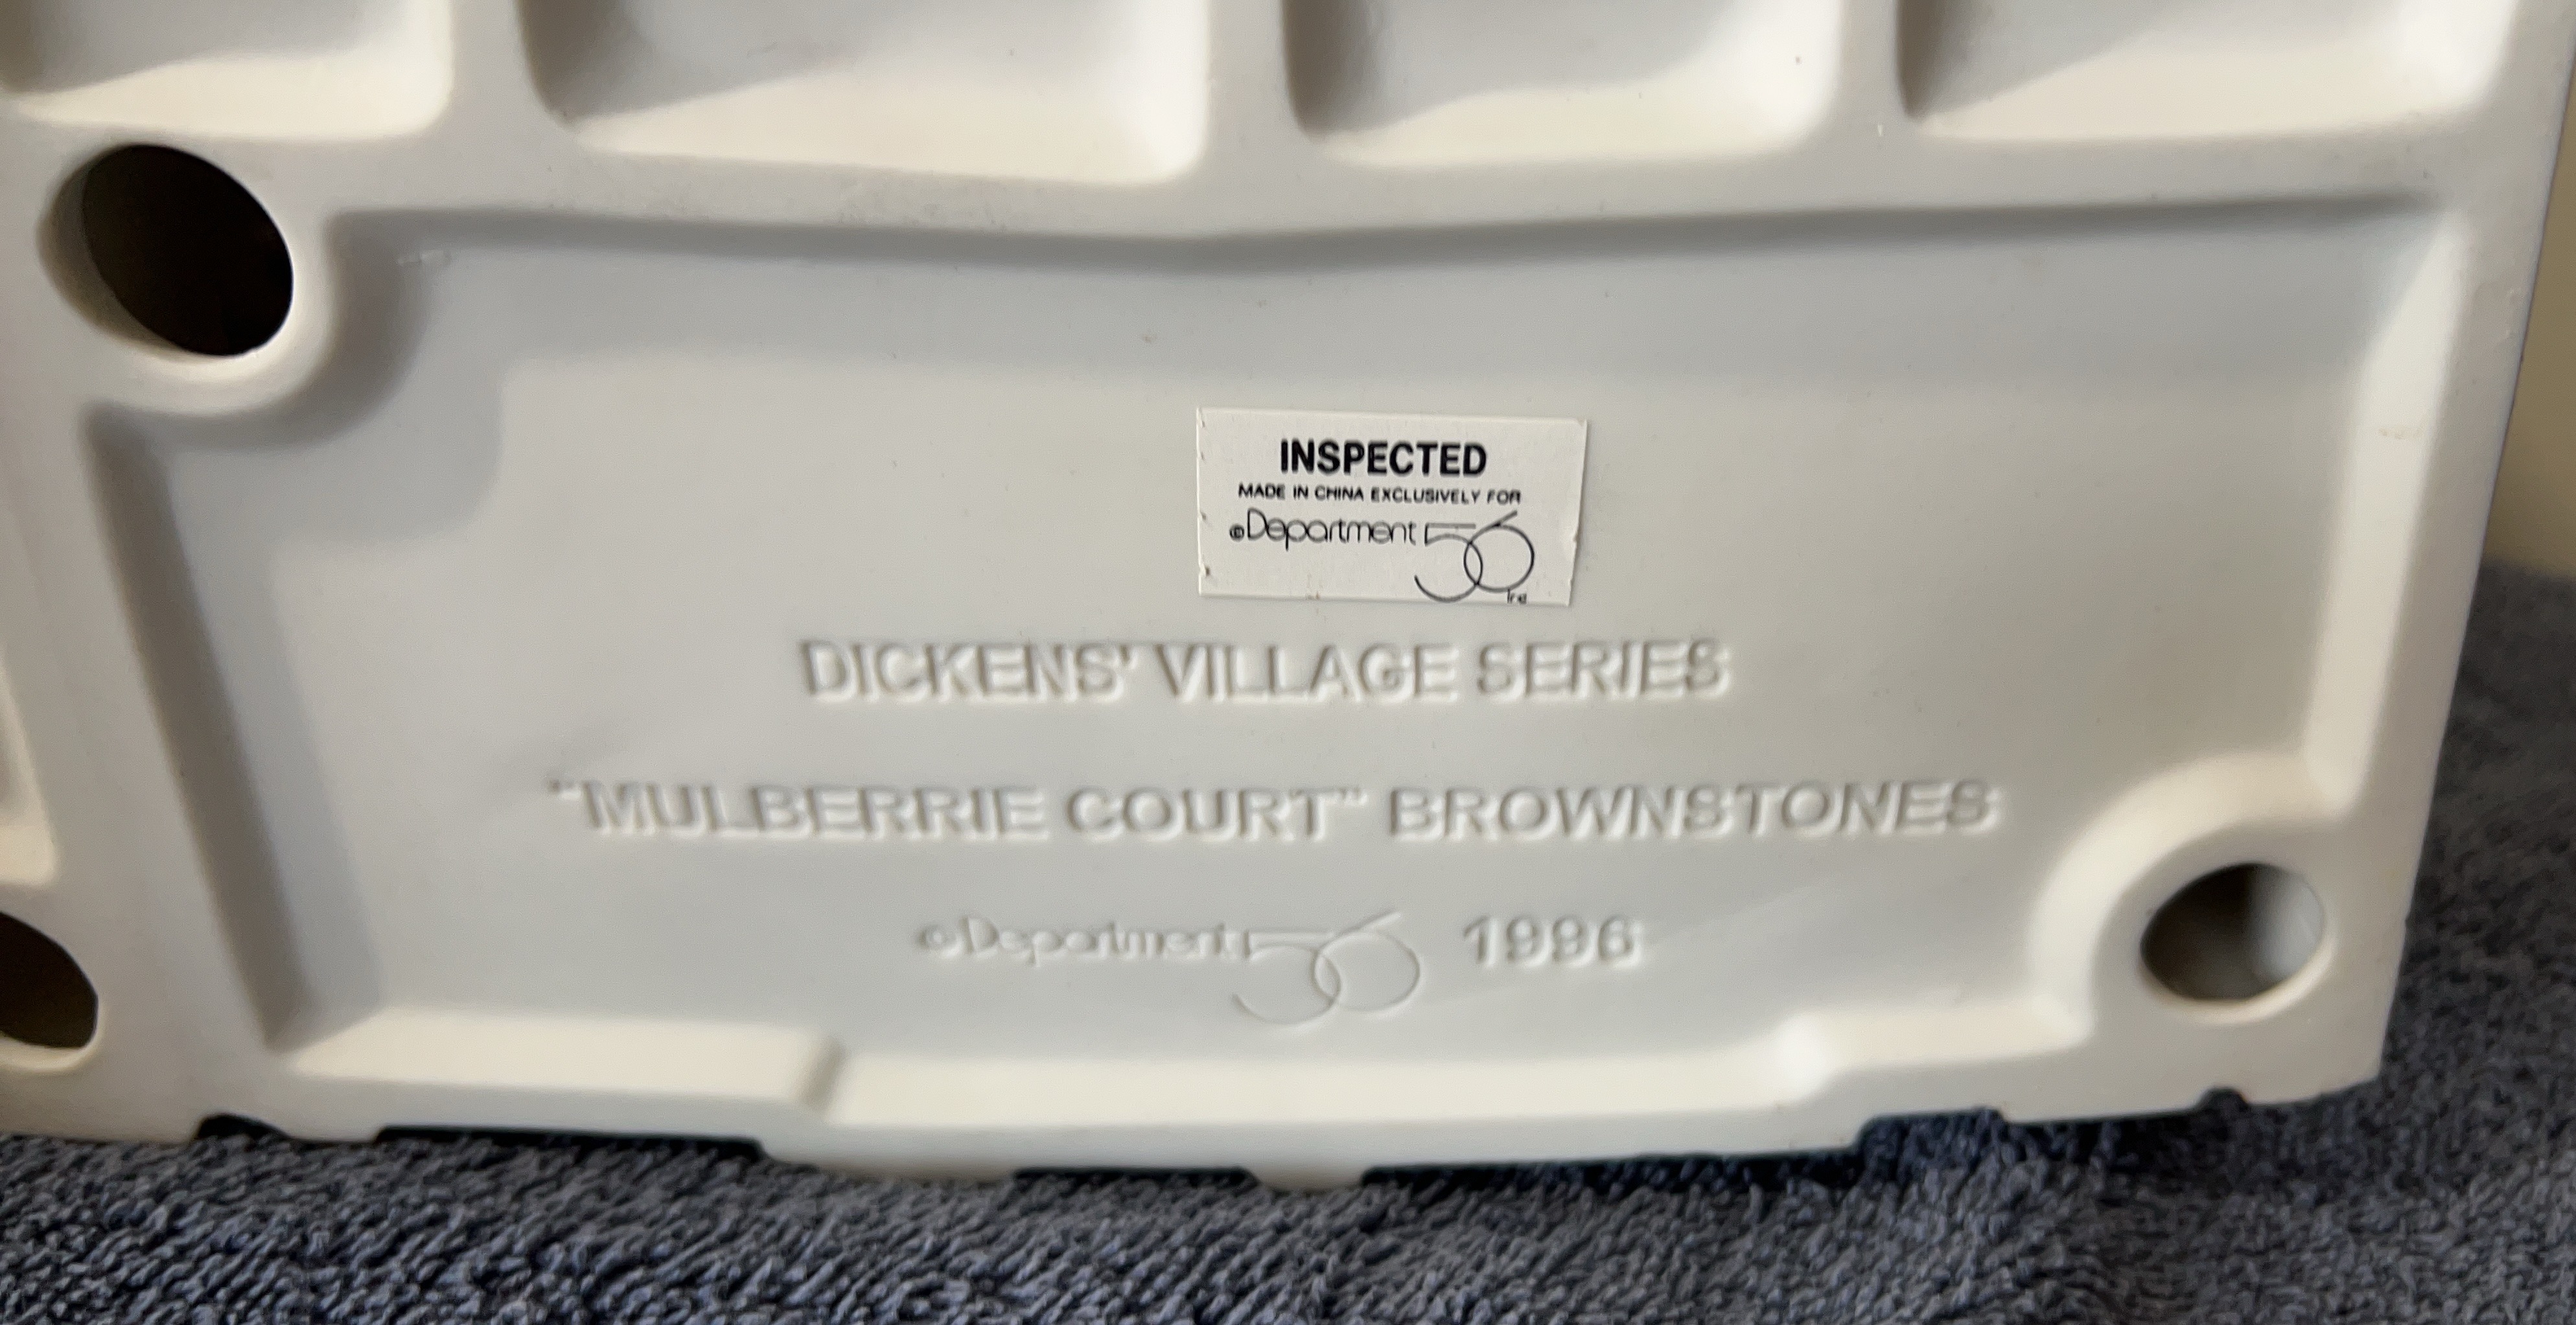 INSPECTED
MADE IN CHINA EXCLUSIVELY FOR
©Department 56
DICKENS' VILLAGE SERIES
"MULBERRIE COURT" BROWNSTONES
©Department 56 1996